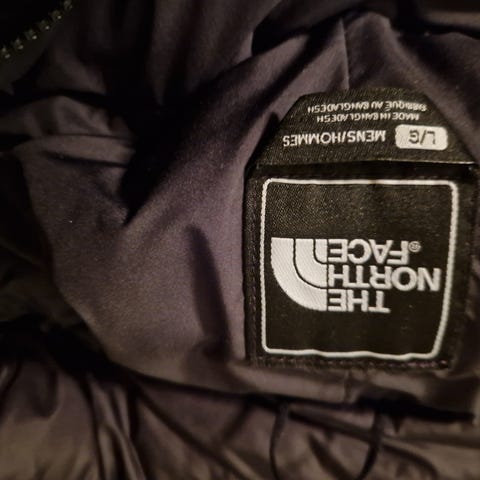 THE
NORTH
FACE®
L/G MENS/HOMMES
MADE IN BANGLADESH
FABRIQUE AU BANGLADESH